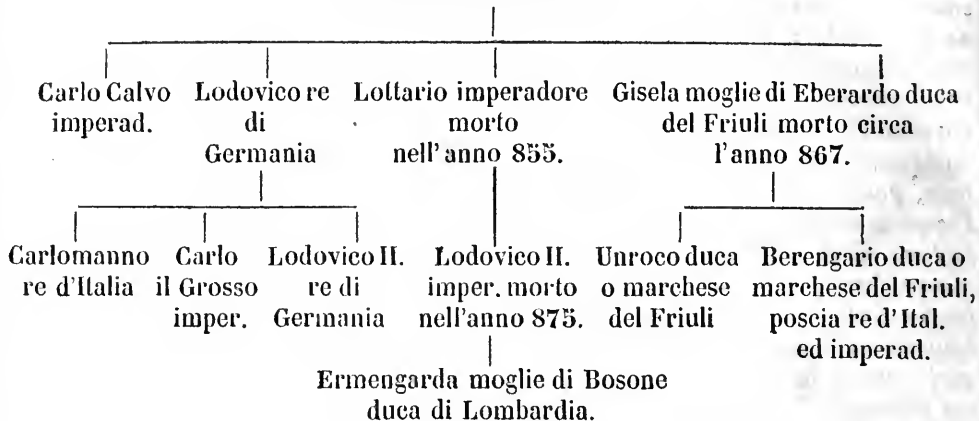 Carlo Calvo
imperad.
Lodovico re
di
Germania
Lottario imperadore
morto
nell'anno 855.
Gisela moglie di Eberardo duca
del Friuli morto circa
l'anno 867.
Carlomanno
re d'Italia
Carlo
il Grosso
imper.
Lodovico II.
re di
Germania
Lodovico II.
imper. morto
nell'anno 875.
Unroco duca
o marchese
del Friuli
Berengario duca o
marchese del Friuli,
poscia re d'Ital.
ed imperad.
Ermengarda moglie di Bosone
duca di Lombardia.